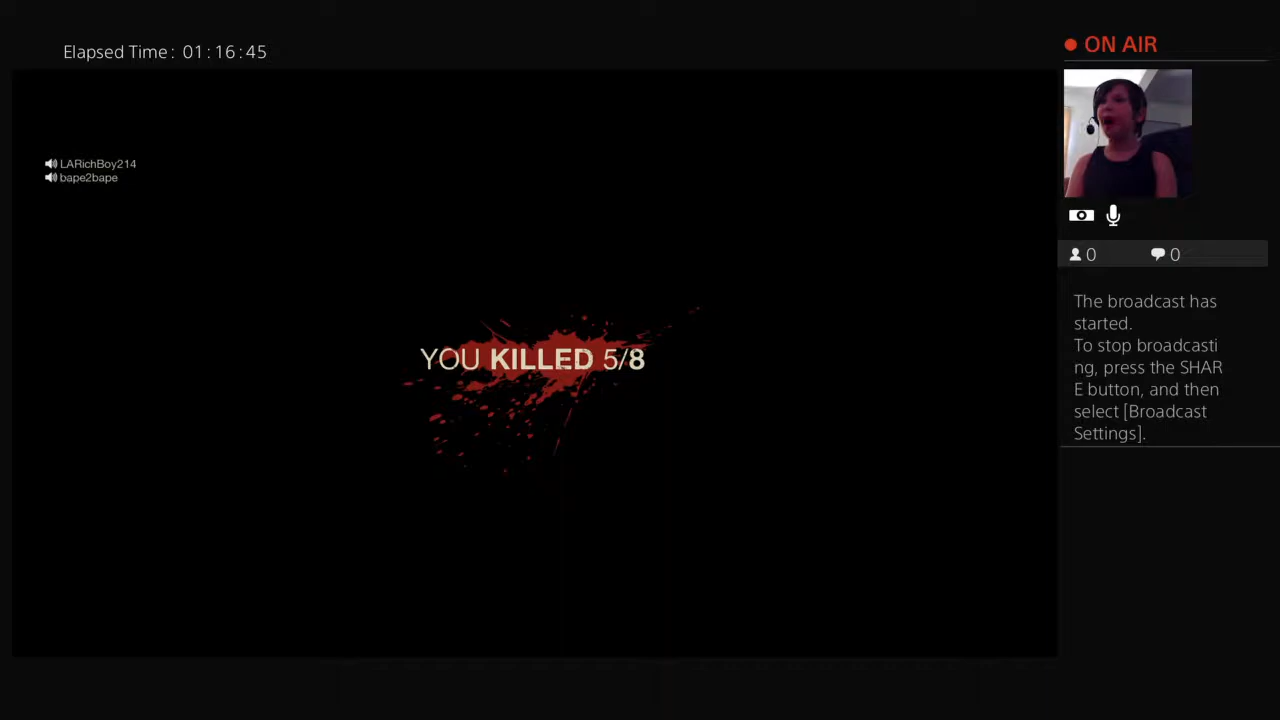 Elapsed Time: 01:16:45
ON AIR
LARichBoy214
bape2bape
0
0
YOU KILLED 5/8
The broadcast has
started.
To stop broadcasti
ng, press the SHAR
E button, and then
select [Broadcast
Settings].